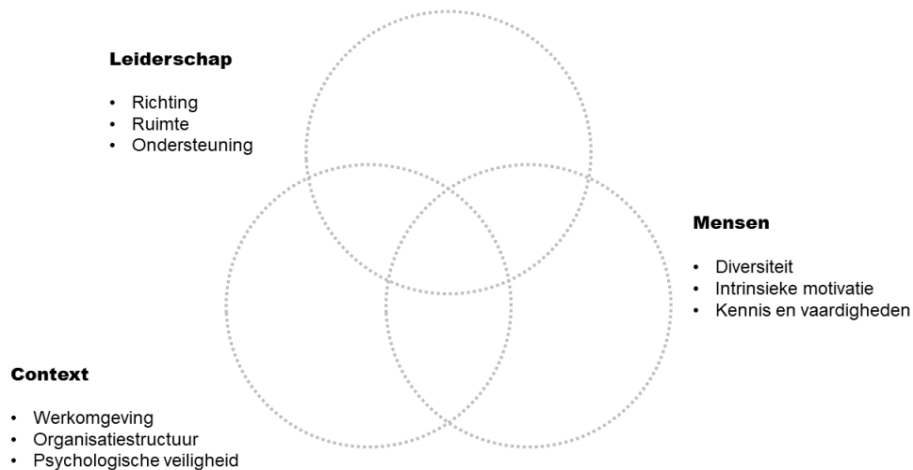 Leiderschap
• Richting
• Ruimte
• Ondersteuning
Mensen
• Diversiteit
• Intrinsieke motivatie
• Kennis en vaardigheden
Context
• Werkomgeving
• Organisatiestructuur
• Psychologische veiligheid